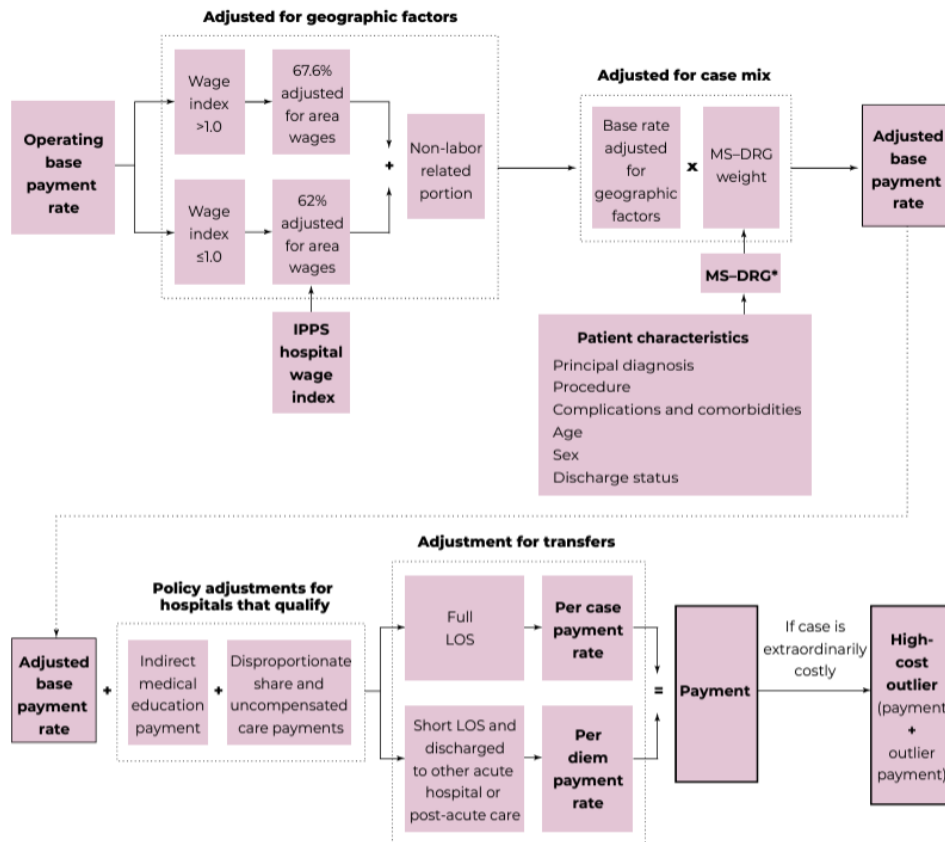 Adjusted for geographic factors
Operating
base
payment
rate
Wage
index
>1.0
67.6%
adjusted
for area
wages
Wage
index
≤1.0
62%
adjusted
for area
wages
+
Non-labor
related
portion
IPPS
hospital
wage
index
Adjusted for case mix
Base rate
adjusted
for
geographic
factors
x
MS–DRG
weight
MS–DRG*
Patient characteristics
Principal diagnosis
Procedure
Complications and comorbidities
Age
Sex
Discharge status
Adjusted
base
payment
rate
Adjusted
base
payment
rate
+
Policy adjustments for
hospitals that qualify
Indirect
medical
education
payment
+
Disproportionate
share and
uncompensated
care payments
Adjustment for transfers
Full
LOS
Per case
payment
rate
Short LOS and
discharged
to other acute
hospital or
post-acute care
Per
diem
payment
rate
=
Payment
If case is
extraordinarily
costly
High-
cost
outlier
(payment
+
outlier
payment)